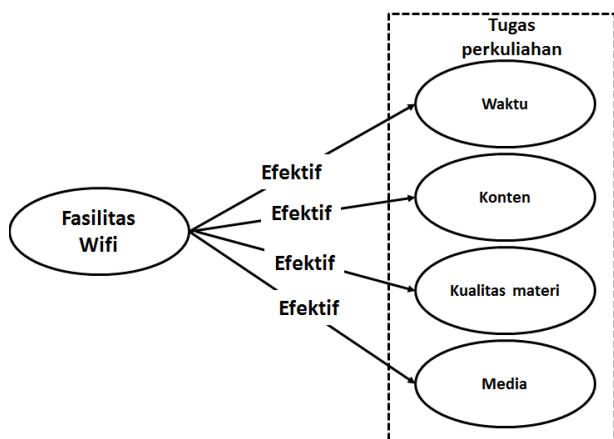 Tugas
perkuliahan
Waktu
Efektif
Konten
Efektif
Fasilitas
Wifi
Efektif
Kualitas materi
Efektif
Media